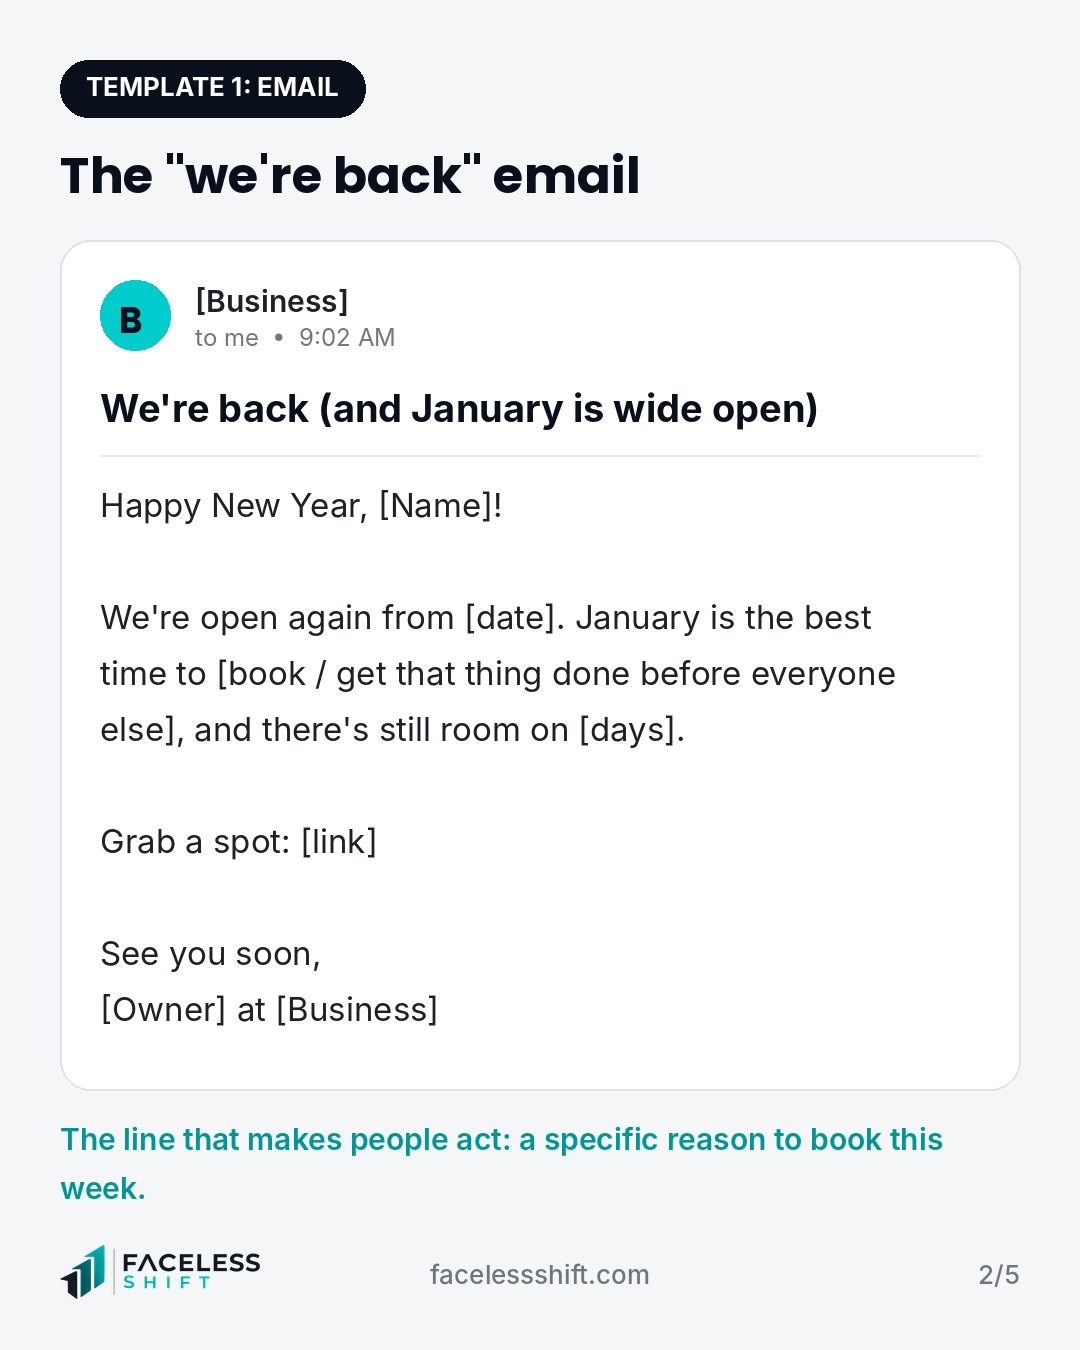 TEMPLATE 1: EMAIL
The "we're back" email
B
[Business]
to me • 9:02 AM
We're back (and January is wide open)
Happy New Year, [Name]!
We're open again from [date]. January is the best
time to [book / get that thing done before everyone
else], and there's still room on [days].
Grab a spot: [link]
See you soon,
[Owner] at [Business]
The line that makes people act: a specific reason to book this
week.
FACELESS
SHIFT
facelessshift.com
2/5